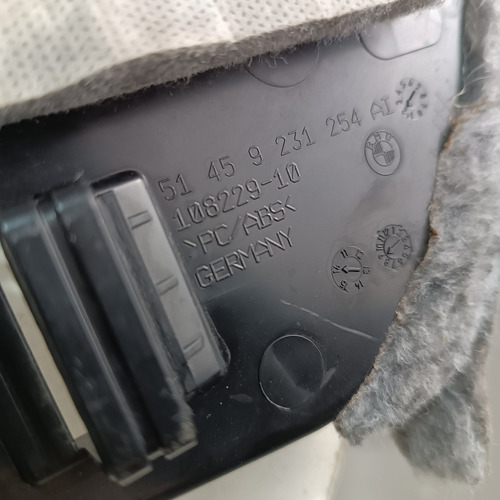 51 45 9 231 254 AI
108229-10
>PC/ABS<
GERMANY